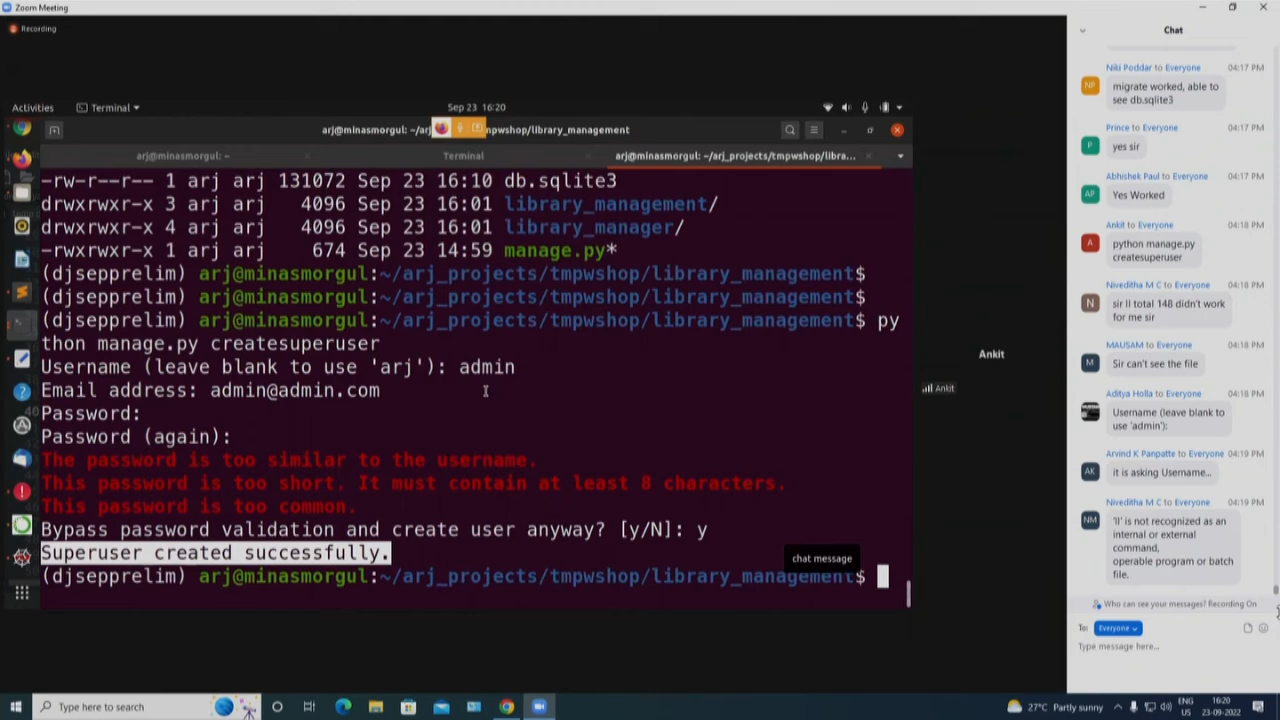 Zoom Meeting
Recording
Activities
Terminal
Sep 23 16:20
arj@minasmorgul: ~/arj
mpwshop/library_management
arj@minasmorgul: ~
Terminal
arj@minasmorgul: ~/arj_projects/tmpwshop/libra...
-rw-r--r-- 1 arj arj 131072 Sep 23 16:10 db.sqlite3
drwxrwxr-x 3 arj arj 4096 Sep 23 16:01 library_management/
drwxrwxr-x 4 arj arj 4096 Sep 23 16:01 library_manager/
-rwxrwxr-x 1 arj arj 674 Sep 23 14:59 manage.py*
(djsepprelim) arj@minasmorgul:~/arj_projects/tmpwshop/library_management$
(djsepprelim) arj@minasmorgul:~/arj_projects/tmpwshop/library_management$
(djsepprelim) arj@minasmorgul:~/arj_projects/tmpwshop/library_management$ py
thon manage.py createsuperuser
Username (leave blank to use 'arj'): admin
Email address: admin@admin.com
Password:
Password (again):
The password is too similar to the username.
This password is too short. It must contain at least 8 characters.
This password is too common.
Bypass password validation and create user anyway? [y/N]: y
Superuser created successfully.
(djsepprelim) arj@minasmorgul:~/arj_projects/tmpwshop/library_management$
chat message
Ankit
Ankit
Chat
Niki Poddar to Everyone 04:17 PM
NP
migrate worked, able to
see db.sqlite3
Prince to Everyone 04:17 PM
P
yes sir
Abhishek Paul to Everyone 04:17 PM
AP
Yes Worked
Ankit to Everyone 04:18 PM
A
python manage.py
createsuperuser
Niveditha M C to Everyone 04:18 PM
N
sir ll total 148 didn't work
for me sir
MAUSAM to Everyone 04:18 PM
M
Sir can't see the file
Aditya Holla to Everyone 04:18 PM
Username (leave blank to
use 'admin'):
Arvind K Panpatte to Everyone 04:19 PM
AK
it is asking Username...
Niveditha M C to Everyone 04:19 PM
NM
'll' is not recognized as an
internal or external
command,
operable program or batch
file.
Who can see your messages? Recording On
To: Everyone
Type message here...
Type here to search
27°C Partly sunny
ENG
US
16:20
23-09-2022